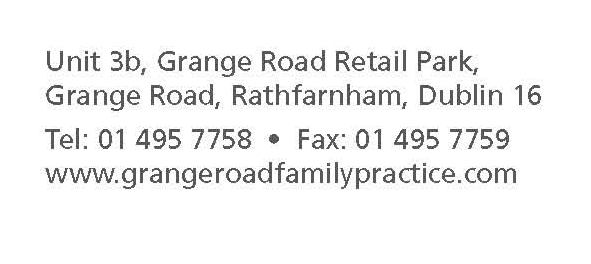 Unit 3b, Grange Road Retail Park,
Grange Road, Rathfarnham, Dublin 16
Tel: 01 495 7758 • Fax: 01 495 7759
www.grangeroadfamilypractice.com